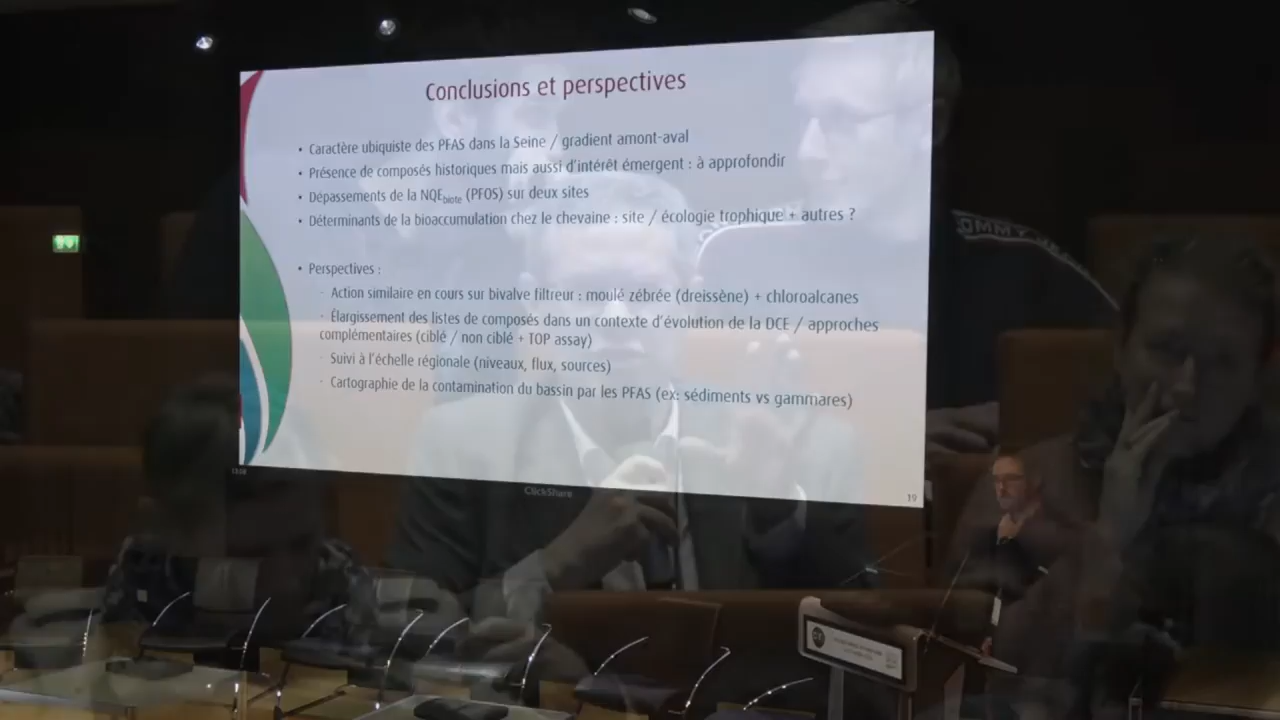 Conclusions et perspectives
• Caractère ubiquiste des PFAS dans la Seine / gradient amont-aval
• Présence de composés historiques mais aussi d'intérêt émergent : à approfondir
• Dépassements de la NQEbiote (PFOS) sur deux sites
• Déterminants de la bioaccumulation chez le chevaine : site / écologie trophique + autres ?
• Perspectives :
- Action similaire en cours sur bivalve filtreur : moule zébrée (dreissène) + chloroalcanes
- Élargissement des listes de composés dans un contexte d'évolution de la DCE / approches
complémentaires (ciblé / non ciblé + TOP assay)
- Suivi à l'échelle régionale (niveaux, flux, sources)
- Cartographie de la contamination du bassin par les PFAS (ex: sédiments vs gammares)
ClickShare
19